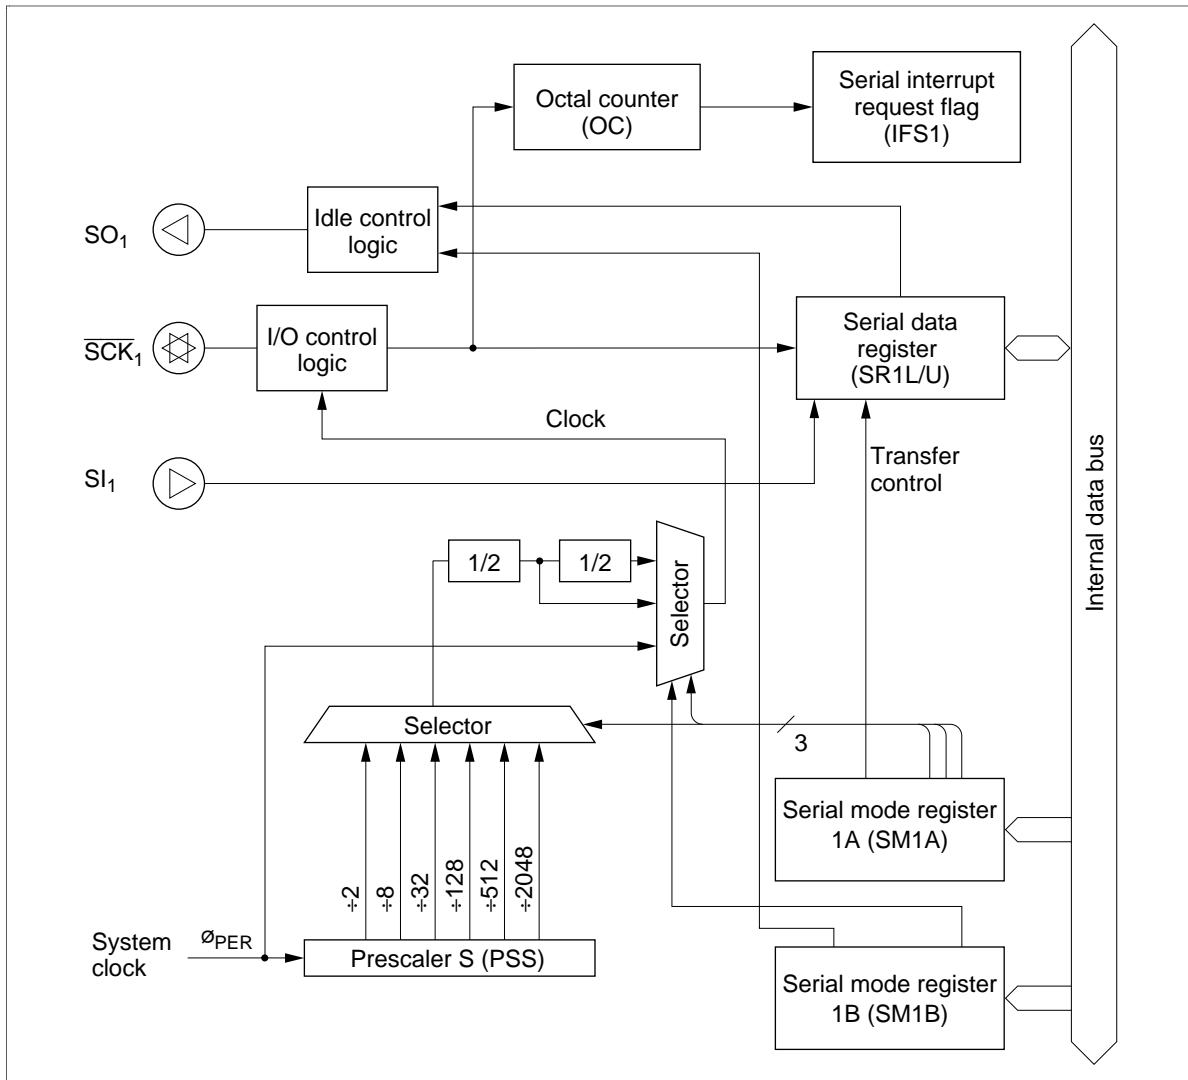 Octal counter
(OC)
Serial interrupt
request flag
(IFS1)
SO1
Idle control
logic
SCK1
I/O control
logic
Serial data
register
(SR1L/U)
Clock
SI1
Transfer
control
Internal data bus
1/2
1/2
Selector
Selector
3
Serial mode register
1A (SM1A)
÷2
÷8
÷32
÷128
÷512
÷2048
System
clock
øPER
Prescaler S (PSS)
Serial mode register
1B (SM1B)